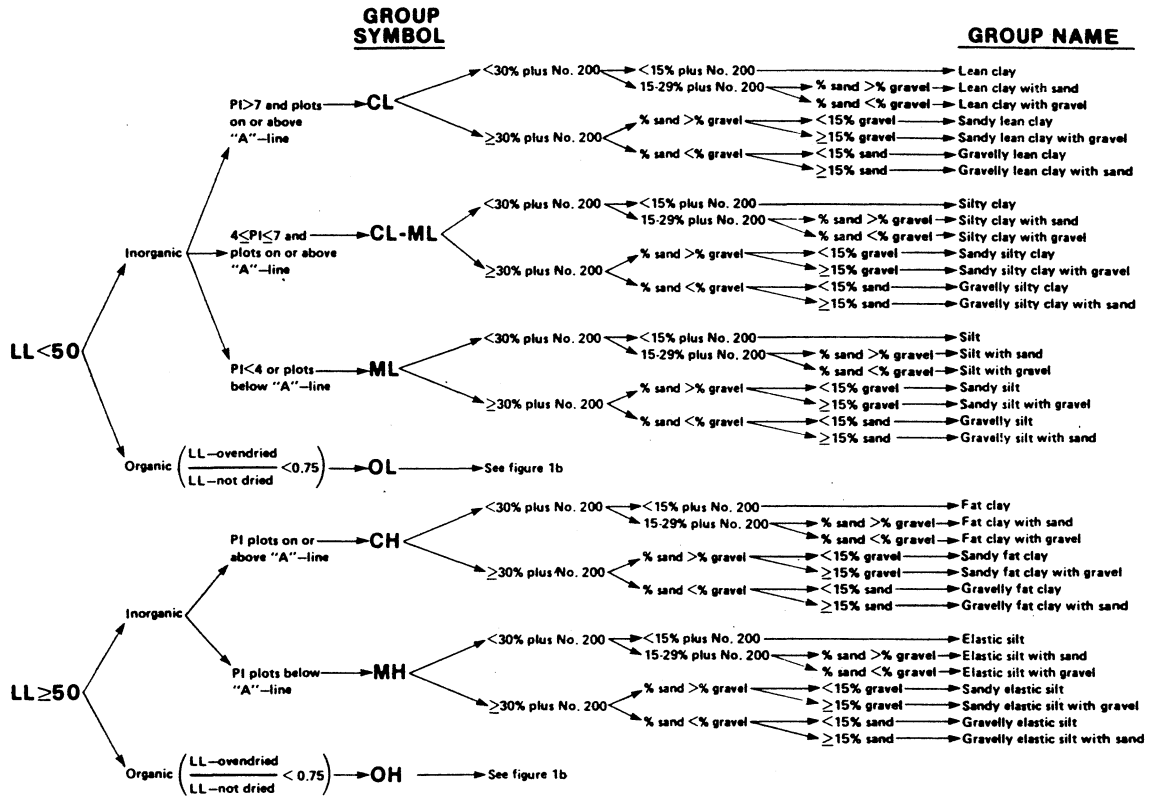 GROUP
SYMBOL
GROUP NAME
LL<50
Inorganic
PI>7 and plots
on or above
"A"—line
CL
<30% plus No. 200
<15% plus No. 200
Lean clay
15-29% plus No. 200
% sand >% gravel
Lean clay with sand
% sand <% gravel
Lean clay with gravel
≥30% plus No. 200
% sand >% gravel
<15% gravel
Sandy lean clay
≥15% gravel
Sandy lean clay with gravel
% sand <% gravel
<15% sand
Gravelly lean clay
≥15% sand
Gravelly lean clay with sand
4≤PI≤7 and
plots on or above
"A"—line
CL-ML
<30% plus No. 200
<15% plus No. 200
Silty clay
15-29% plus No. 200
% sand >% gravel
Silty clay with sand
% sand <% gravel
Silty clay with gravel
≥30% plus No. 200
% sand >% gravel
<15% gravel
Sandy silty clay
≥15% gravel
Sandy silty clay with gravel
% sand <% gravel
<15% sand
Gravelly silty clay
≥15% sand
Gravelly silty clay with sand
PI<4 or plots
below "A"—line
ML
<30% plus No. 200
<15% plus No. 200
Silt
15-29% plus No. 200
% sand >% gravel
Silt with sand
% sand <% gravel
Silt with gravel
≥30% plus No. 200
% sand >% gravel
<15% gravel
Sandy silt
≥15% gravel
Sandy silt with gravel
% sand <% gravel
<15% sand
Gravelly silt
≥15% sand
Gravelly silt with sand
Organic
LL—ovendried
LL—not dried
<0.75
OL
See figure 1b
LL≥50
Inorganic
PI plots on or
above "A"—line
CH
<30% plus No. 200
<15% plus No. 200
Fat clay
15-29% plus No. 200
% sand >% gravel
Fat clay with sand
% sand <% gravel
Fat clay with gravel
≥30% plus No. 200
% sand >% gravel
<15% gravel
Sandy fat clay
≥15% gravel
Sandy fat clay with gravel
% sand <% gravel
<15% sand
Gravelly fat clay
≥15% sand
Gravelly fat clay with sand
PI plots below
"A"—line
MH
<30% plus No. 200
<15% plus No. 200
Elastic silt
15-29% plus No. 200
% sand >% gravel
Elastic silt with sand
% sand <% gravel
Elastic silt with gravel
≥30% plus No. 200
% sand >% gravel
<15% gravel
Sandy elastic silt
≥15% gravel
Sandy elastic silt with gravel
% sand <% gravel
<15% sand
Gravelly elastic silt
≥15% sand
Gravelly elastic silt with sand
Organic
LL—ovendried
LL—not dried
< 0.75
OH
See figure 1b